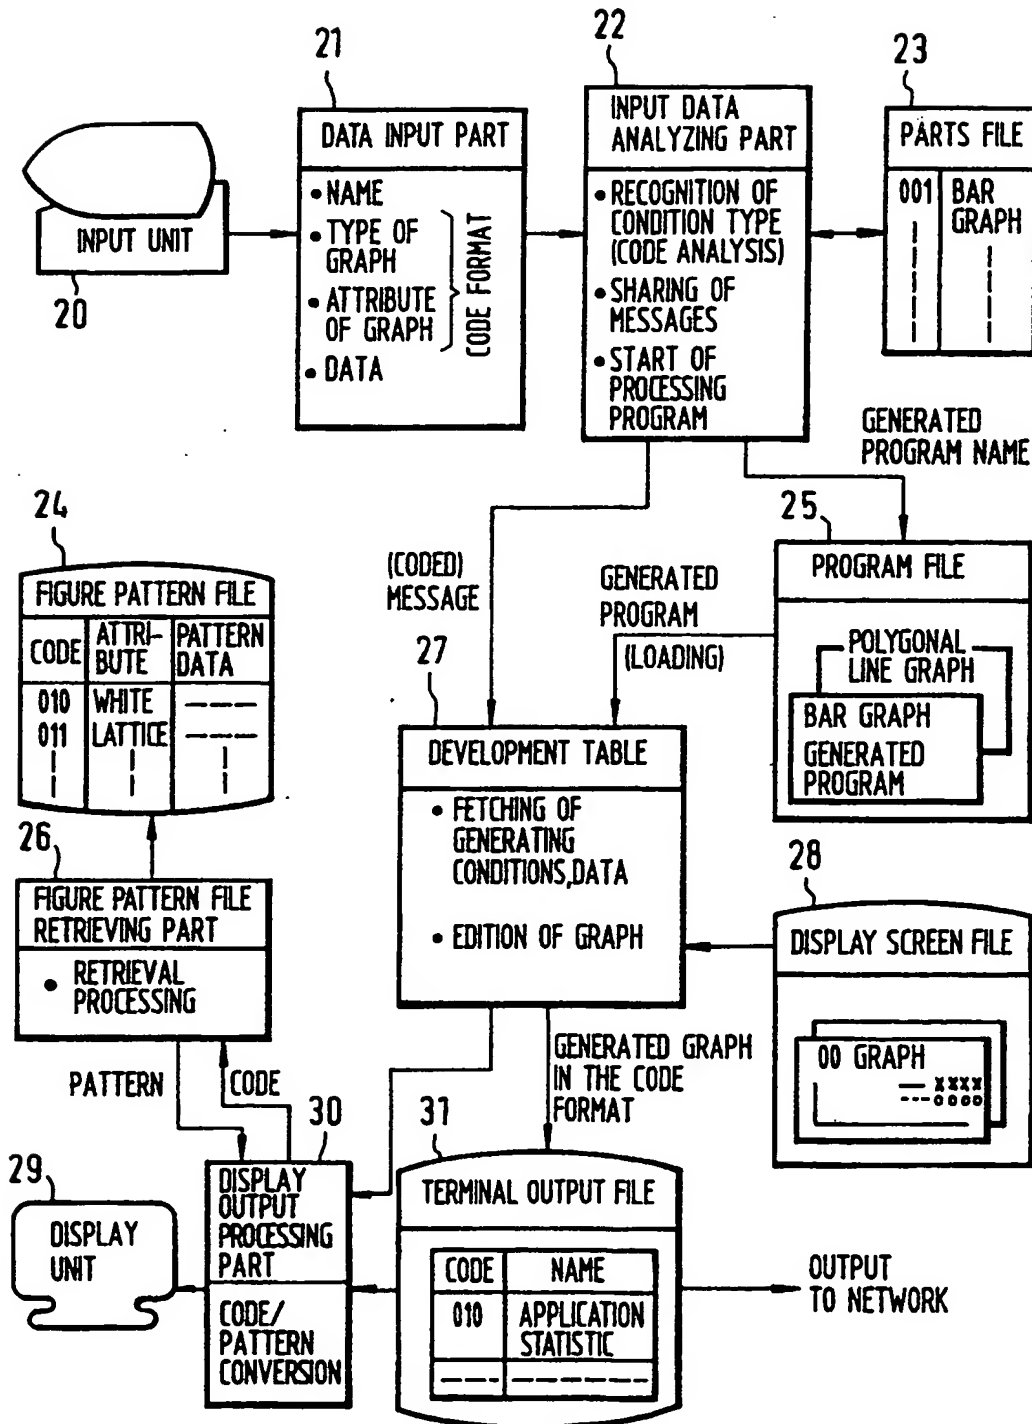 21
22
23
DATA INPUT PART
INPUT DATA
ANALYZING PART
PARTS FILE
INPUT UNIT
20
• NAME
• TYPE OF
GRAPH
• ATTRIBUTE
OF GRAPH
CODE FORMAT
• DATA
• RECOGNITION OF
CONDITION TYPE
(CODE ANALYSIS)
• SHARING OF
MESSAGES
• START OF
PROCESSING
PROGRAM
001 BAR
GRAPH
GENERATED
PROGRAM NAME
24
FIGURE PATTERN FILE
CODE ATTRI-
BUTE PATTERN
DATA
010 WHITE
011 LATTICE
(CODED)
MESSAGE
GENERATED
PROGRAM
(LOADING)
25
PROGRAM FILE
POLYGONAL
LINE GRAPH
BAR GRAPH
GENERATED
PROGRAM
27
DEVELOPMENT TABLE
• FETCHING OF
GENERATING
CONDITIONS,DATA
• EDITION OF GRAPH
26
FIGURE PATTERN FILE
RETRIEVING PART
• RETRIEVAL
PROCESSING
28
DISPLAY SCREEN FILE
00 GRAPH
— xxxx
--- oooo
PATTERN
CODE
GENERATED GRAPH
IN THE CODE
FORMAT
29
DISPLAY
UNIT
30
DISPLAY
OUTPUT
PROCESSING
PART
CODE/
PATTERN
CONVERSION
31
TERMINAL OUTPUT FILE
CODE NAME
010 APPLICATION
STATISTIC
OUTPUT
TO NETWORK